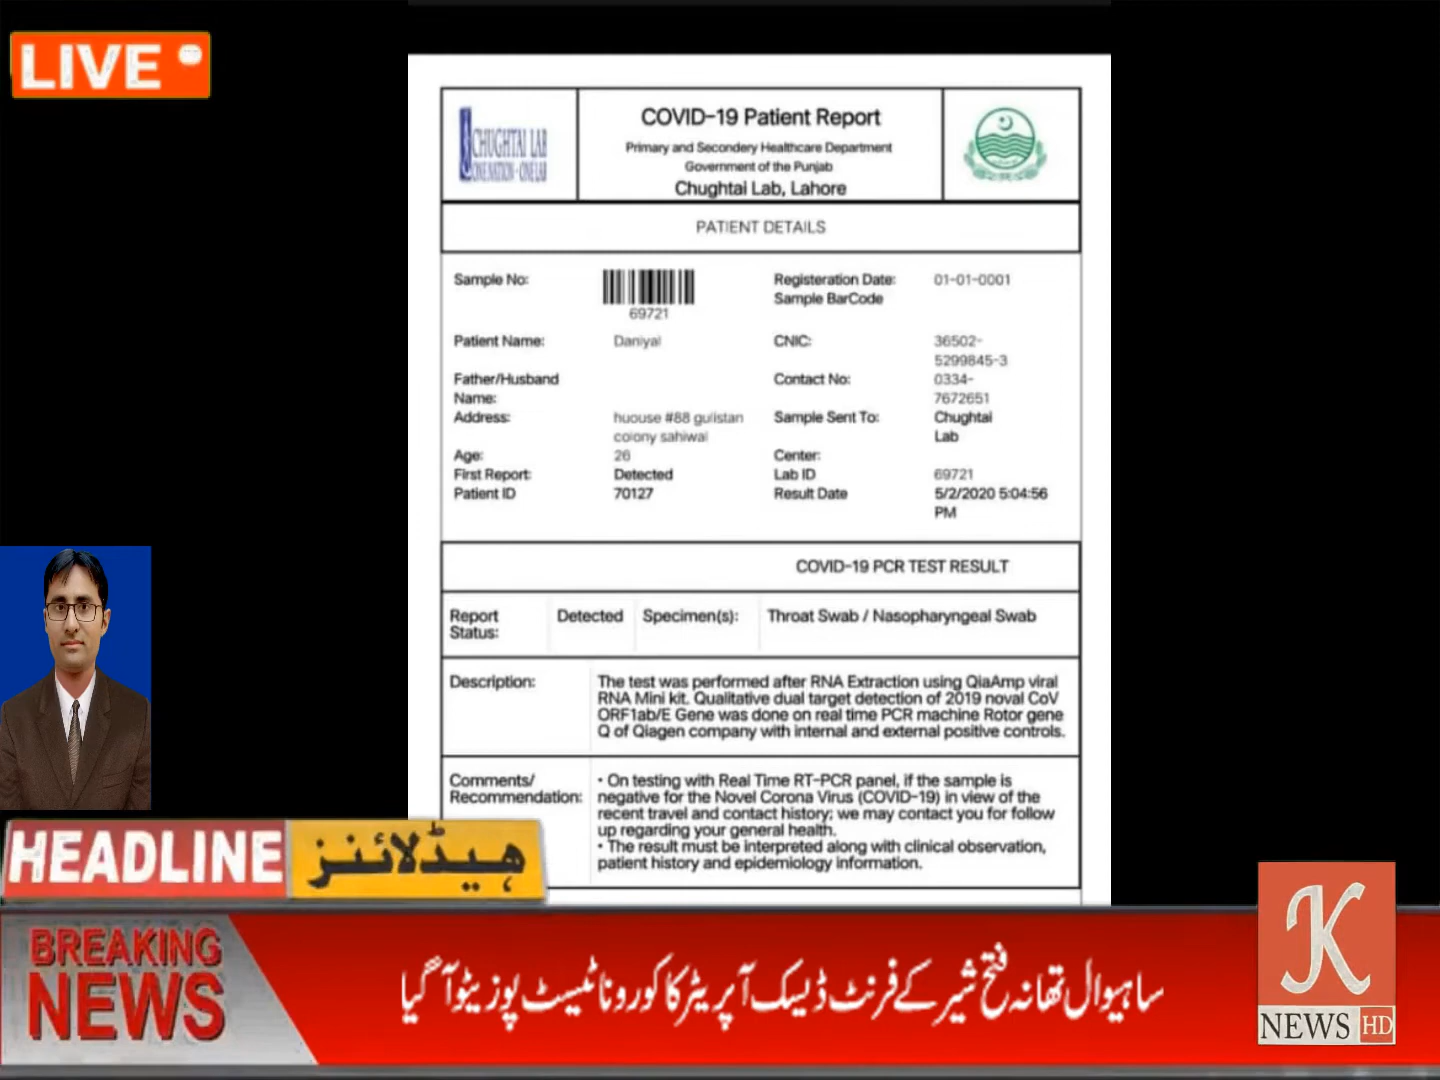 LIVE
CHUGHTAI LAB
ONE NATION - ONE LAB
COVID-19 Patient Report
Primary and Secondery Healthcare Department
Government of the Punjab
Chughtai Lab, Lahore
PATIENT DETAILS
Sample No:
69721
Registeration Date: 01-01-0001
Sample BarCode
Patient Name: Daniyal
CNIC: 36502-
5299845-3
Father/Husband
Name:
Contact No: 0334-
7672651
Address: huouse #88 gulistan
colony sahiwal
Sample Sent To: Chughtai
Lab
Age: 26
Center:
First Report: Detected
Lab ID 69721
Patient ID 70127
Result Date 5/2/2020 5:04:56
PM
COVID-19 PCR TEST RESULT
Report
Status:
Detected
Specimen(s):
Throat Swab / Nasopharyngeal Swab
Description:
The test was performed after RNA Extraction using QiaAmp viral
RNA Mini kit. Qualitative dual target detection of 2019 noval CoV
ORF1ab/E Gene was done on real time PCR machine Rotor gene
Q of Qiagen company with internal and external positive controls.
Comments/
Recommendation:
• On testing with Real Time RT-PCR panel, if the sample is
negative for the Novel Corona Virus (COVID-19) in view of the
recent travel and contact history; we may contact you for follow
up regarding your general health.
• The result must be interpreted along with clinical observation,
patient history and epidemiology information.
HEADLINE ہیڈلائنز
BREAKING
NEWS
ساہیوال تھانہ فتح شیر کے فرنٹ ڈیسک آپریٹر کا کورونا ٹیسٹ پوزیٹو آ گیا
K
NEWS HD